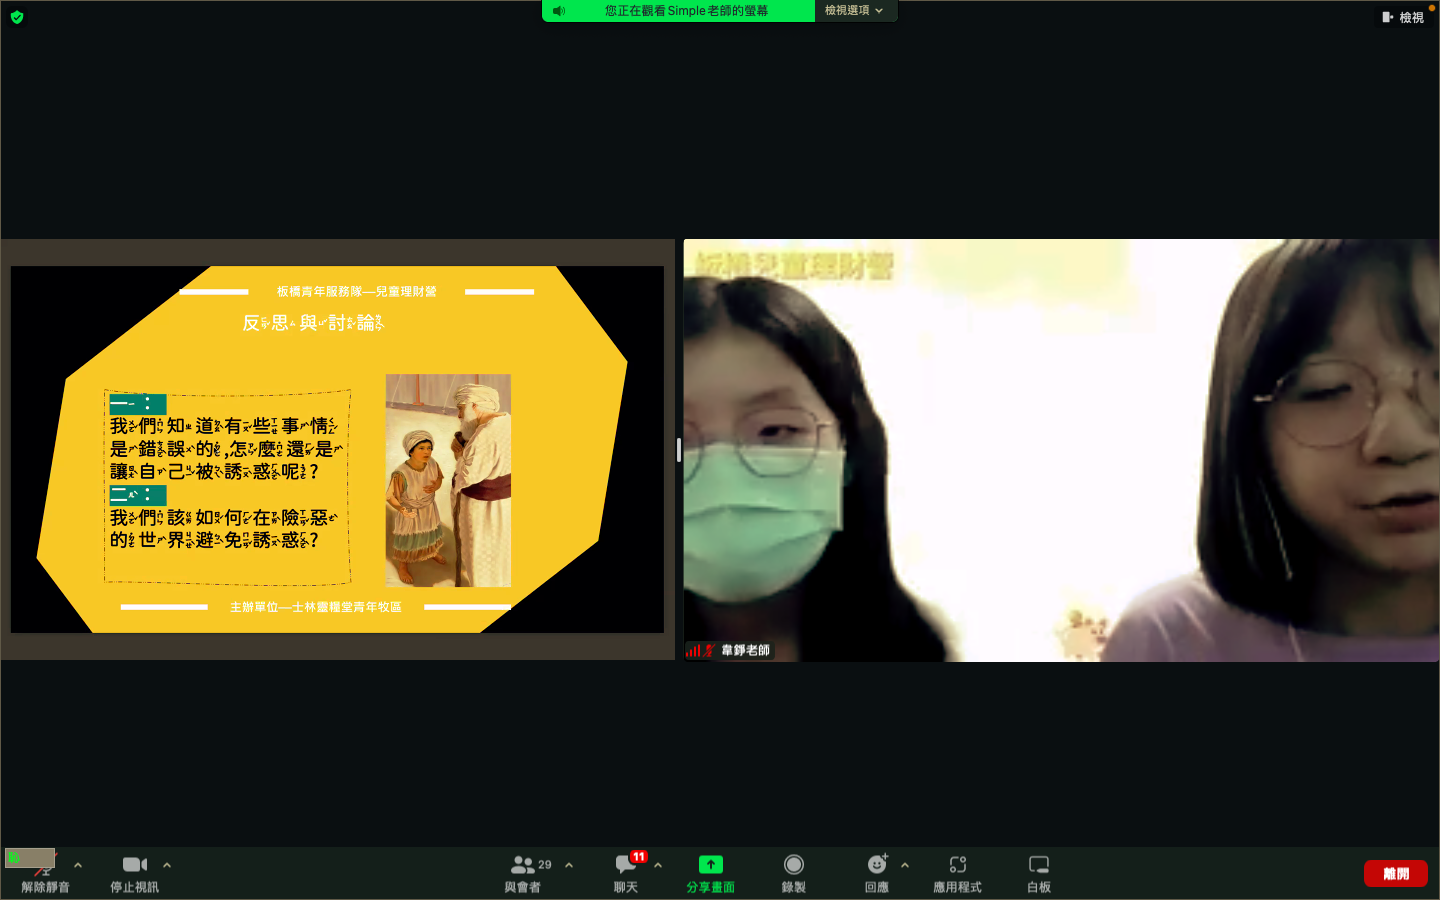 您正在觀看 Simple老師的螢幕
檢視選項
檢視
板橋青年服務隊—兒童理財營
反思與討論
一:
我們知道有些事情
是錯誤的,怎麼還是
讓自己被誘惑呢?
二:
我們該如何在險惡
的世界避免誘惑?
主辦單位—士林靈糧堂青年牧區
板橋兒童理財營
韋錚老師
解除靜音
停止視訊
29
與會者
11
聊天
分享畫面
錄製
回應
應用程式
白板
離開